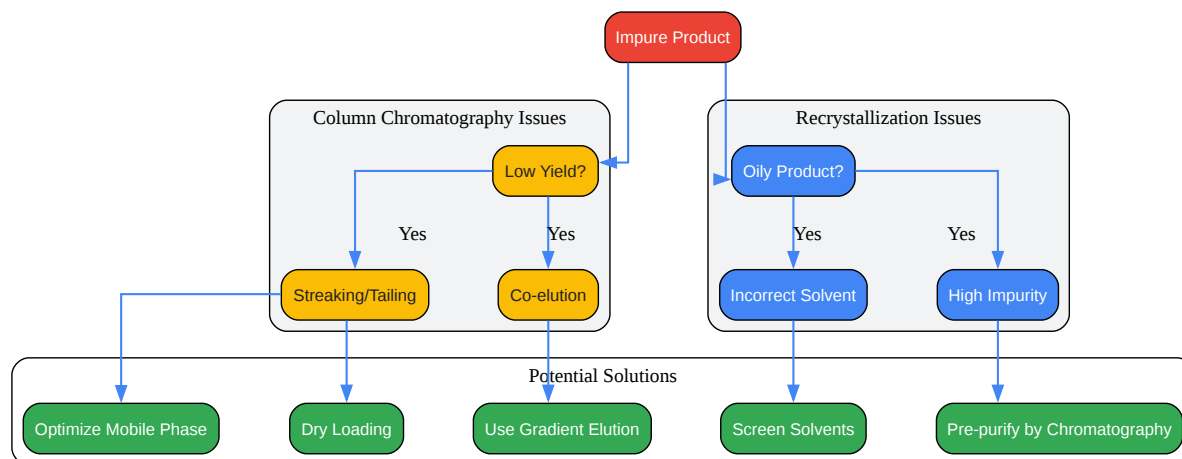 Impure Product
Column Chromatography Issues
Recrystallization Issues
Low Yield?
Oily Product?
Yes
Yes
Yes
Yes
Streaking/Tailing
Co-elution
Incorrect Solvent
High Impurity
Potential Solutions
Optimize Mobile Phase
Dry Loading
Use Gradient Elution
Screen Solvents
Pre-purify by Chromatography